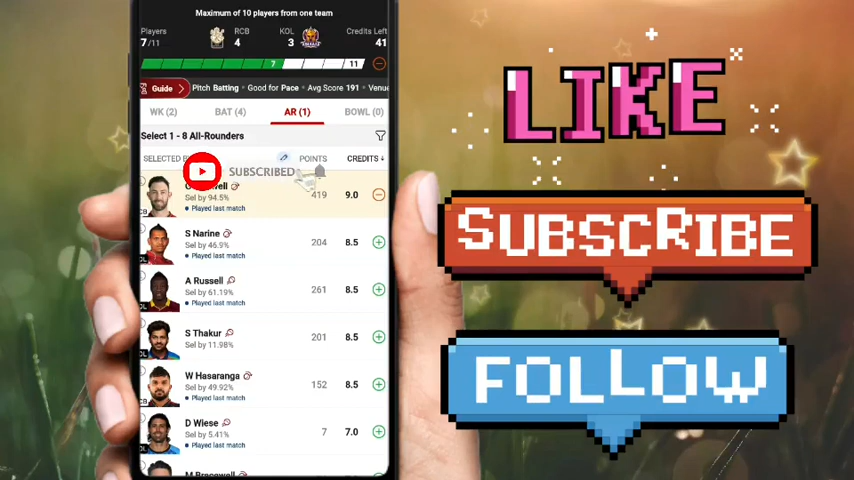 Maximum of 10 players from one team
Players
7/11
RCB
4
KOL
3
Credits Left
41
7
11
Guide
Pitch Batting • Good for Pace • Avg Score 191 • Venue
WK (2)
BAT (4)
AR (1)
BOWL (0)
Select 1 - 8 All-Rounders
SELECTED
POINTS
CREDITS
SUBSCRIBED
Sel by 94.5%
Played last match
419
9.0
S Narine
Sel by 46.9%
Played last match
204
8.5
A Russell
Sel by 61.19%
Played last match
261
8.5
S Thakur
Sel by 11.98%
Played last match
201
8.5
W Hasaranga
Sel by 49.92%
Played last match
152
8.5
D Wiese
Sel by 5.41%
Played last match
7
7.0
LIKE
SUBSCRIBE
FOLLOW